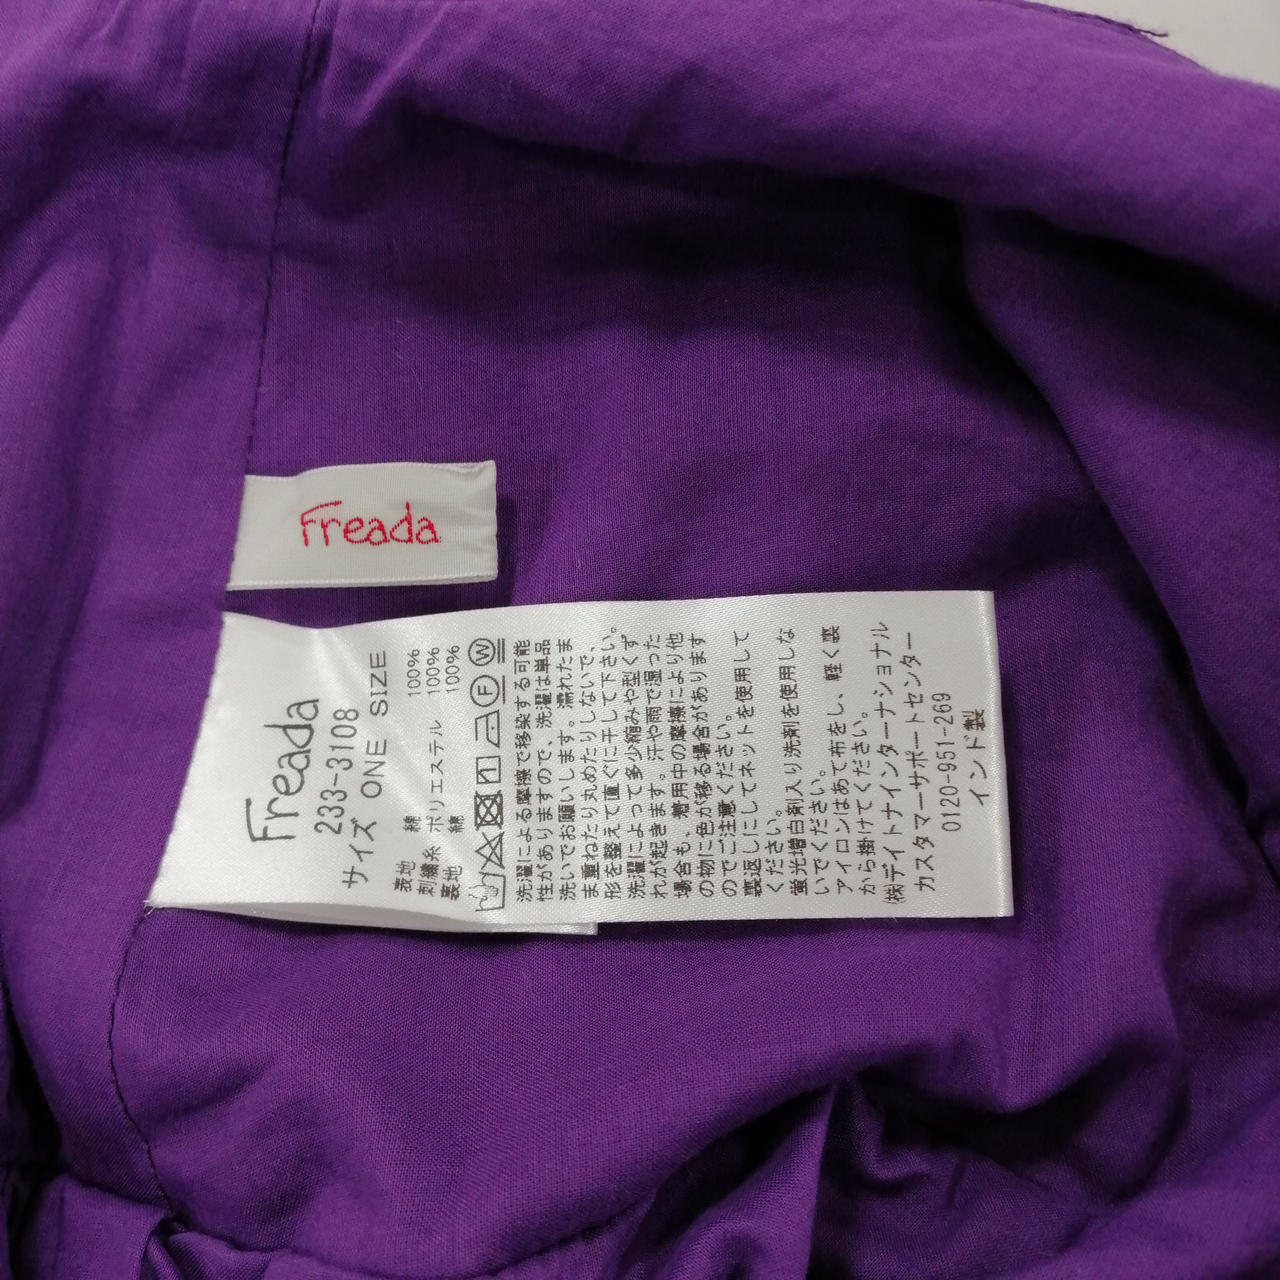 Freada
Freada
233-3108
サイズ ONE SIZE
表地 綿 100%
刺繍糸 ポリエステル 100%
裏地 綿 100%
洗濯による摩擦で移染する可能
性がありますので、洗濯は単品
洗いでお願いします。濡れたま
ま重ねたり丸めたりしないで、
形を整えて直ぐに干して下さい。
洗濯によって多少縮みや型くず
れが起きます。汗や雨で湿った
場合も、着用中の摩擦により他
の物に色が移る場合があります
のでご注意ください。
裏返しにしてネットを使用して
ください。
蛍光増白剤入り洗剤を使用しな
いでください。
アイロンはあて布をし、軽く裏
から掛けてください。
㈱デイトナインターナショナル
カスタマーサポートセンター
0120-951-269
インド製